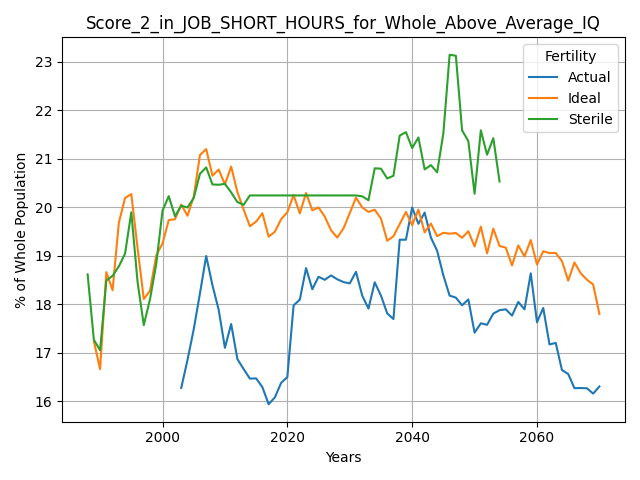 Score_2_in_JOB_SHORT_HOURS_for_Whole_Above_Average_IQ
Fertility
Actual
Ideal
Sterile
% of Whole Population
23
22
21
20
19
18
17
16
2000 2020 2040 2060
Years